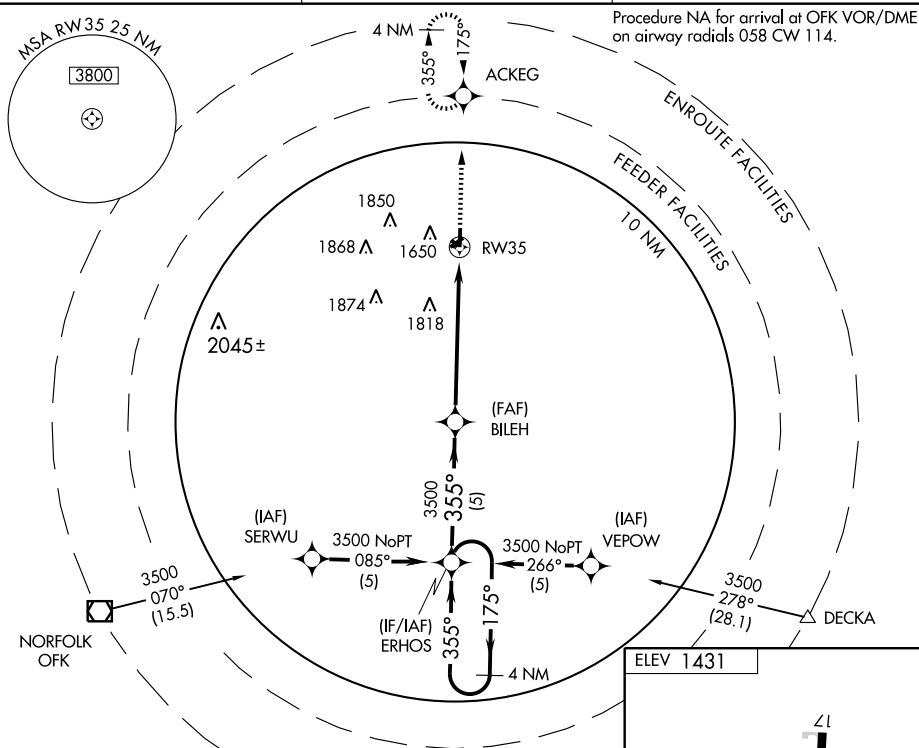 Procedure NA for arrival at OFK VOR/DME
on airway radials 058 CW 114.
MSA RW35 25 NM
3800
4 NM
355°
175°
ACKEG
ENROUTE FACILITIES
FEEDER FACILITIES
10 NM
1850
1868
1650
RW35
1874
1818
2045±
(FAF)
BILEH
3500
355°
(5)
(IAF)
SERWU
3500 NoPT
085°
(5)
(IAF)
VEPOW
3500 NoPT
266°
(5)
3500
070°
(15.5)
NORFOLK
OFK
(IF/IAF)
ERHOS
355°
175°
4 NM
3500
278°
(28.1)
DECKA
ELEV 1431
17